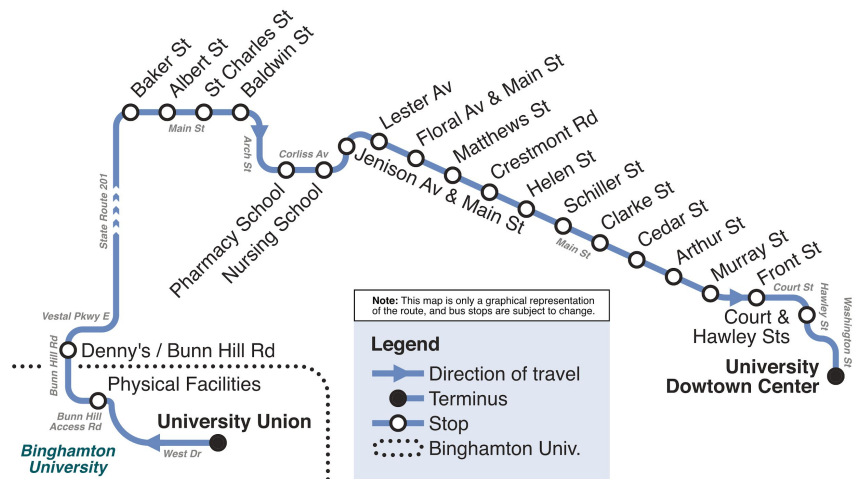 Baker St
Albert St
St Charles St
Baldwin St
Main St
Arch St
Corliss Av
State Route 201
Pharmacy School
Nursing School
Jenison Av & Main St
Lester Av
Floral Av & Main St
Matthews St
Crestmont Rd
Helen St
Schiller St
Main St
Clarke St
Cedar St
Arthur St
Murray St
Front St
Court St
Hawley St
Washington St
Court &
Hawley Sts
University
Dowtown Center
Vestal Pkwy E
Bunn Hill Rd
Denny's / Bunn Hill Rd
Physical Facilities
Bunn Hill
Access Rd
University Union
West Dr
Binghamton
University
Note: This map is only a graphical representation
of the route, and bus stops are subject to change.
Legend
Direction of travel
Terminus
Stop
Binghamton Univ.